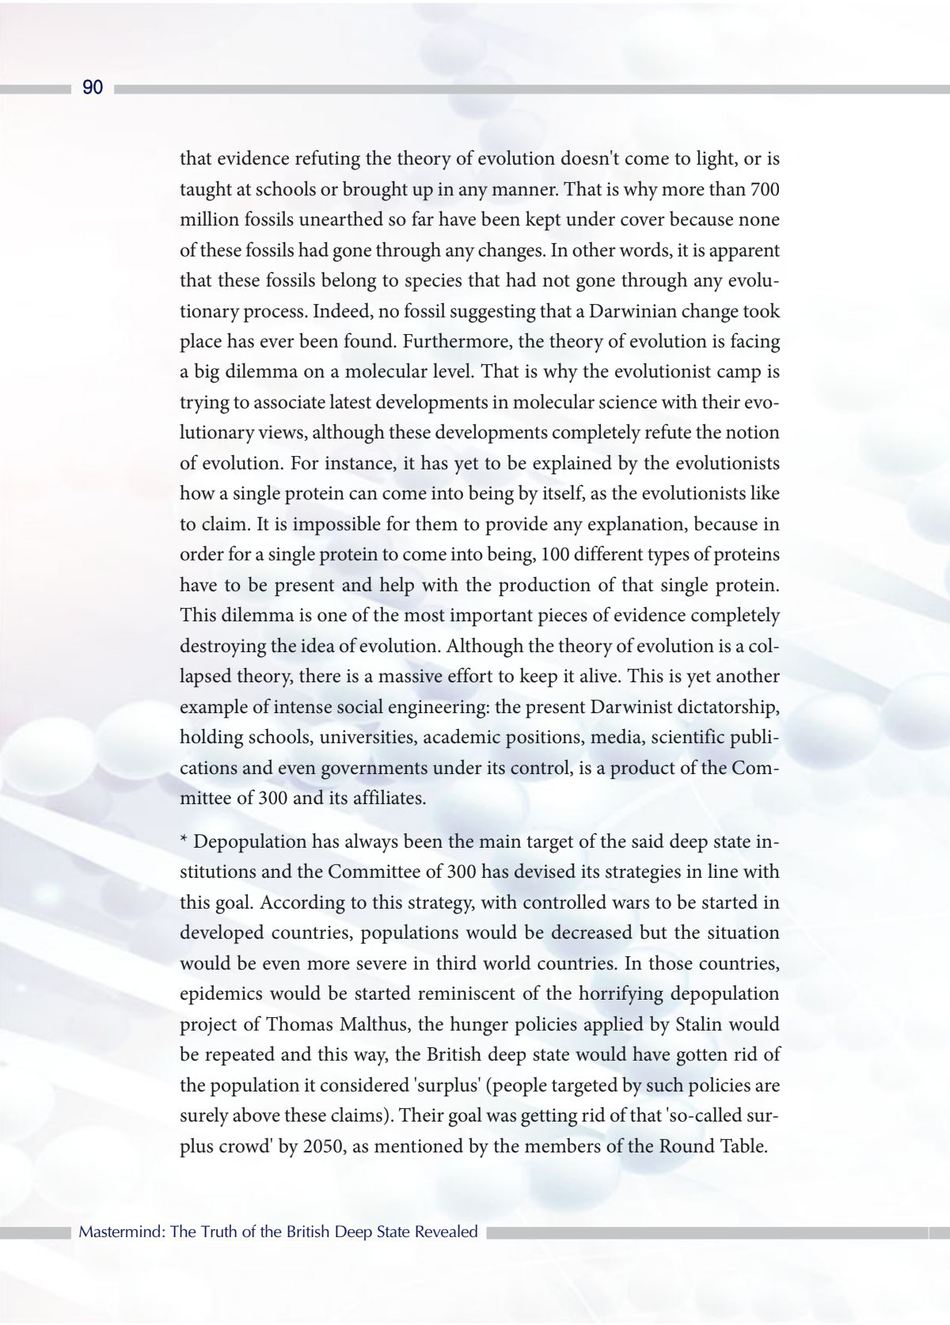 90
that evidence refuting the theory of evolution doesn't come to light, or is
taught at schools or brought up in any manner. That is why more than 700
million fossils unearthed so far have been kept under cover because none
of these fossils had gone through any changes. In other words, it is apparent
that these fossils belong to species that had not gone through any evolu-
tionary process. Indeed, no fossil suggesting that a Darwinian change took
place has ever been found. Furthermore, the theory of evolution is facing
a big dilemma on a molecular level. That is why the evolutionist camp is
trying to associate latest developments in molecular science with their evo-
lutionary views, although these developments completely refute the notion
of evolution. For instance, it has yet to be explained by the evolutionists
how a single protein can come into being by itself, as the evolutionists like
to claim. It is impossible for them to provide any explanation, because in
order for a single protein to come into being, 100 different types of proteins
have to be present and help with the production of that single protein.
This dilemma is one of the most important pieces of evidence completely
destroying the idea of evolution. Although the theory of evolution is a col-
lapsed theory, there is a massive effort to keep it alive. This is yet another
example of intense social engineering: the present Darwinist dictatorship,
holding schools, universities, academic positions, media, scientific publi-
cations and even governments under its control, is a product of the Com-
mittee of 300 and its affiliates.
* Depopulation has always been the main target of the said deep state in-
stitutions and the Committee of 300 has devised its strategies in line with
this goal. According to this strategy, with controlled wars to be started in
developed countries, populations would be decreased but the situation
would be even more severe in third world countries. In those countries,
epidemics would be started reminiscent of the horrifying depopulation
project of Thomas Malthus, the hunger policies applied by Stalin would
be repeated and this way, the British deep state would have gotten rid of
the population it considered 'surplus' (people targeted by such policies are
surely above these claims). Their goal was getting rid of that 'so-called sur-
plus crowd' by 2050, as mentioned by the members of the Round Table.
Mastermind: The Truth of the British Deep State Revealed